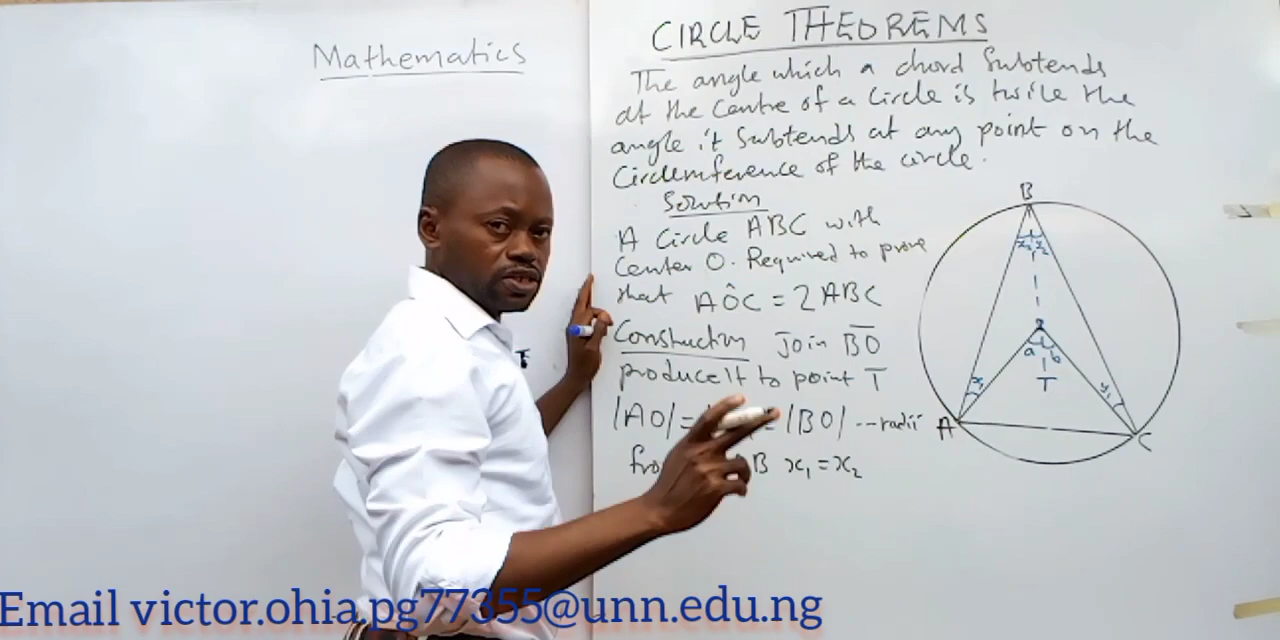 Mathematics
CIRCLE THEOREMS
The angle which a chord Subtends
at the Centre of a Circle is twice the
angle it Subtends at any point on the
Circumference of the circle.
Solution
A Circle ABC with
Center O. Required to prove
that AÔC = 2ABC
Construction Join B̅O̅
produce It to point T
|AO|= = |BO| --- radii
B x₁ = x₂
B
x₂ x₂
a b
T
x₁
y₁
A
C
Email victor.ohia.pg77355@unn.edu.ng